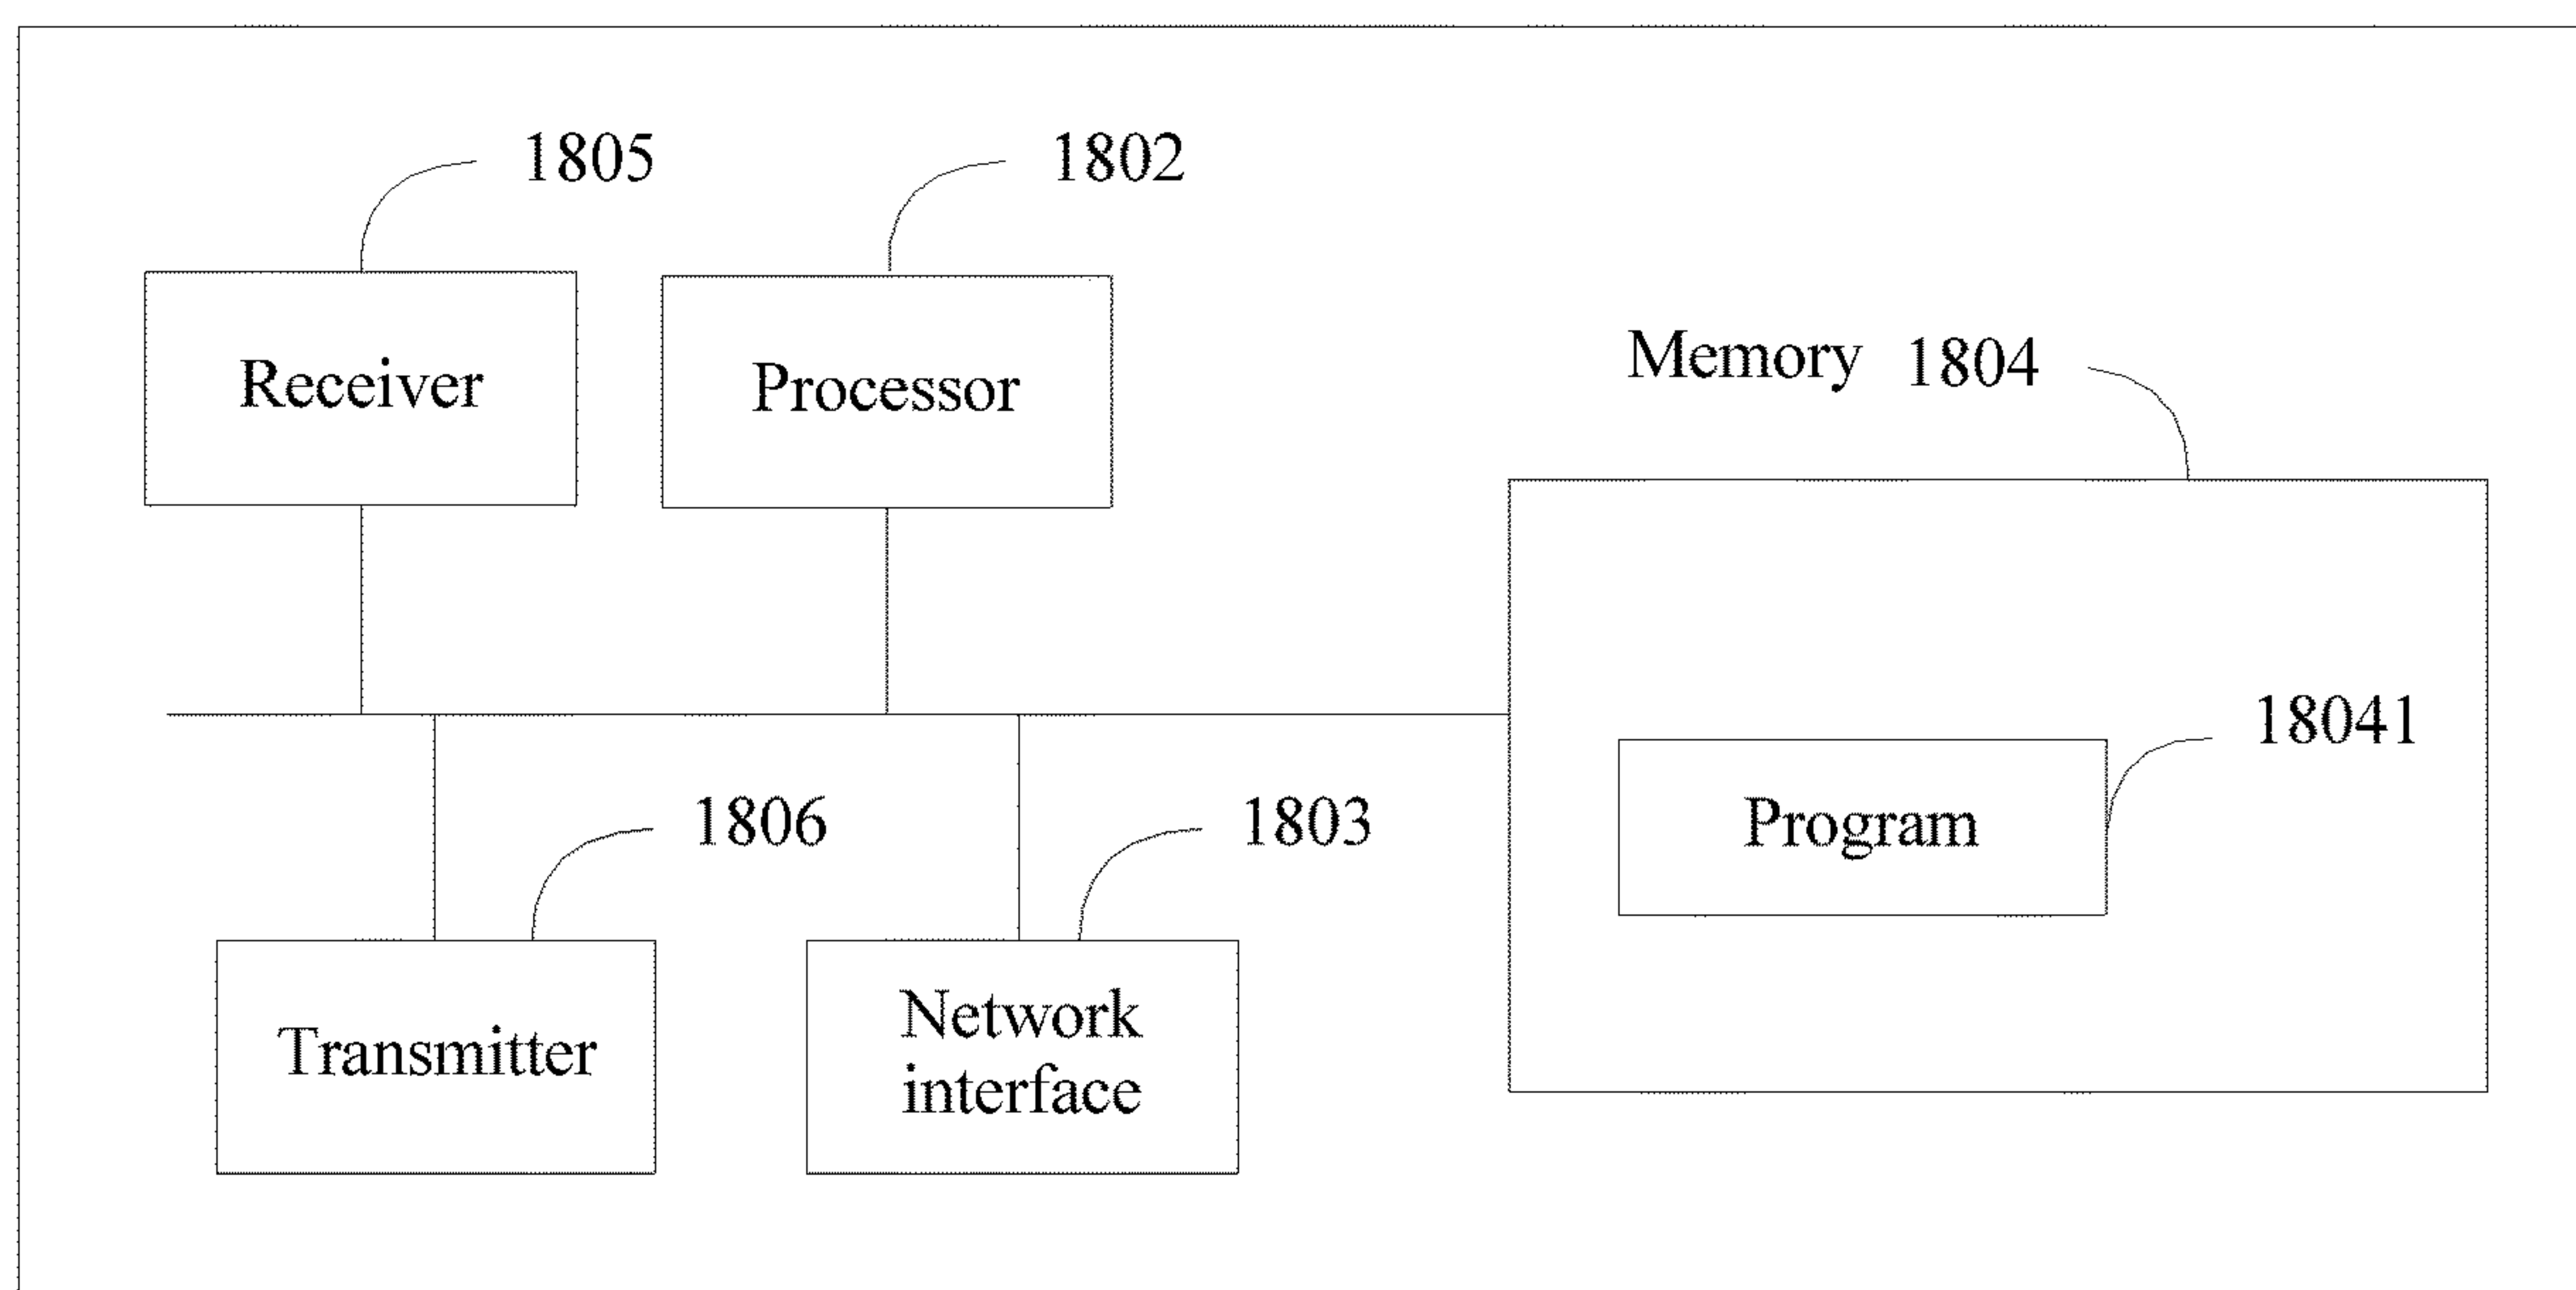 1805
1802
Receiver
Processor
Memory 1804
18041
Program
1806
1803
Transmitter
Network
interface